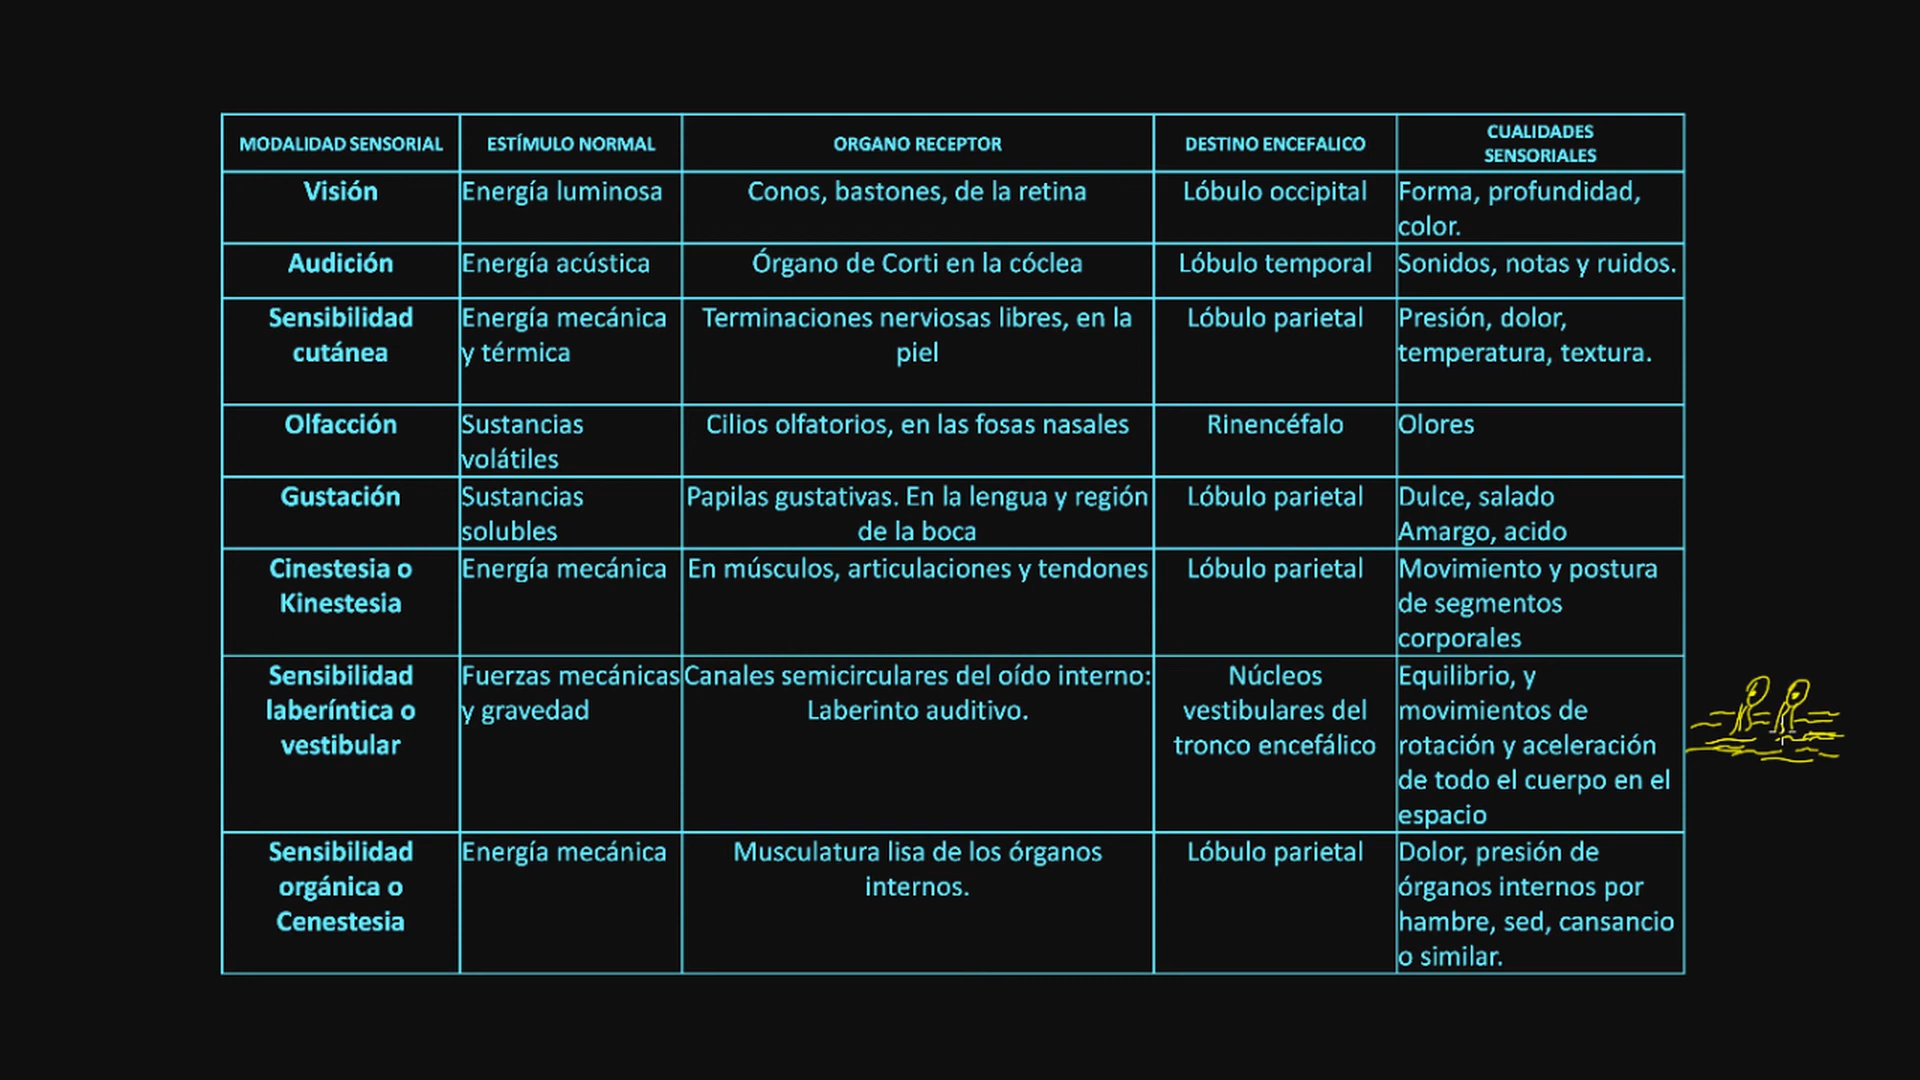 MODALIDAD SENSORIAL
ESTÍMULO NORMAL
ORGANO RECEPTOR
DESTINO ENCEFALICO
CUALIDADES
SENSORIALES
Visión
Energía luminosa
Conos, bastones, de la retina
Lóbulo occipital
Forma, profundidad,
color.
Audición
Energía acústica
Órgano de Corti en la cóclea
Lóbulo temporal
Sonidos, notas y ruidos.
Sensibilidad
cutánea
Energía mecánica
y térmica
Terminaciones nerviosas libres, en la
piel
Lóbulo parietal
Presión, dolor,
temperatura, textura.
Olfacción
Sustancias
volátiles
Cilios olfatorios, en las fosas nasales
Rinencéfalo
Olores
Gustación
Sustancias
solubles
Papilas gustativas. En la lengua y región
de la boca
Lóbulo parietal
Dulce, salado
Amargo, acido
Cinestesia o
Kinestesia
Energía mecánica
En músculos, articulaciones y tendones
Lóbulo parietal
Movimiento y postura
de segmentos
corporales
Sensibilidad
laberíntica o
vestibular
Fuerzas mecánicas
y gravedad
Canales semicirculares del oído interno:
Laberinto auditivo.
Núcleos
vestibulares del
tronco encefálico
Equilibrio, y
movimientos de
rotación y aceleración
de todo el cuerpo en el
espacio
Sensibilidad
orgánica o
Cenestesia
Energía mecánica
Musculatura lisa de los órganos
internos.
Lóbulo parietal
Dolor, presión de
órganos internos por
hambre, sed, cansancio
o similar.